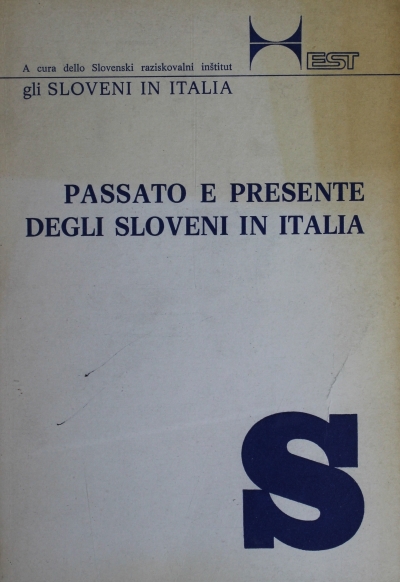 EST
A cura dello Slovenski raziskovalni inštitut
gli SLOVENI IN ITALIA
PASSATO E PRESENTE
DEGLI SLOVENI IN ITALIA
S